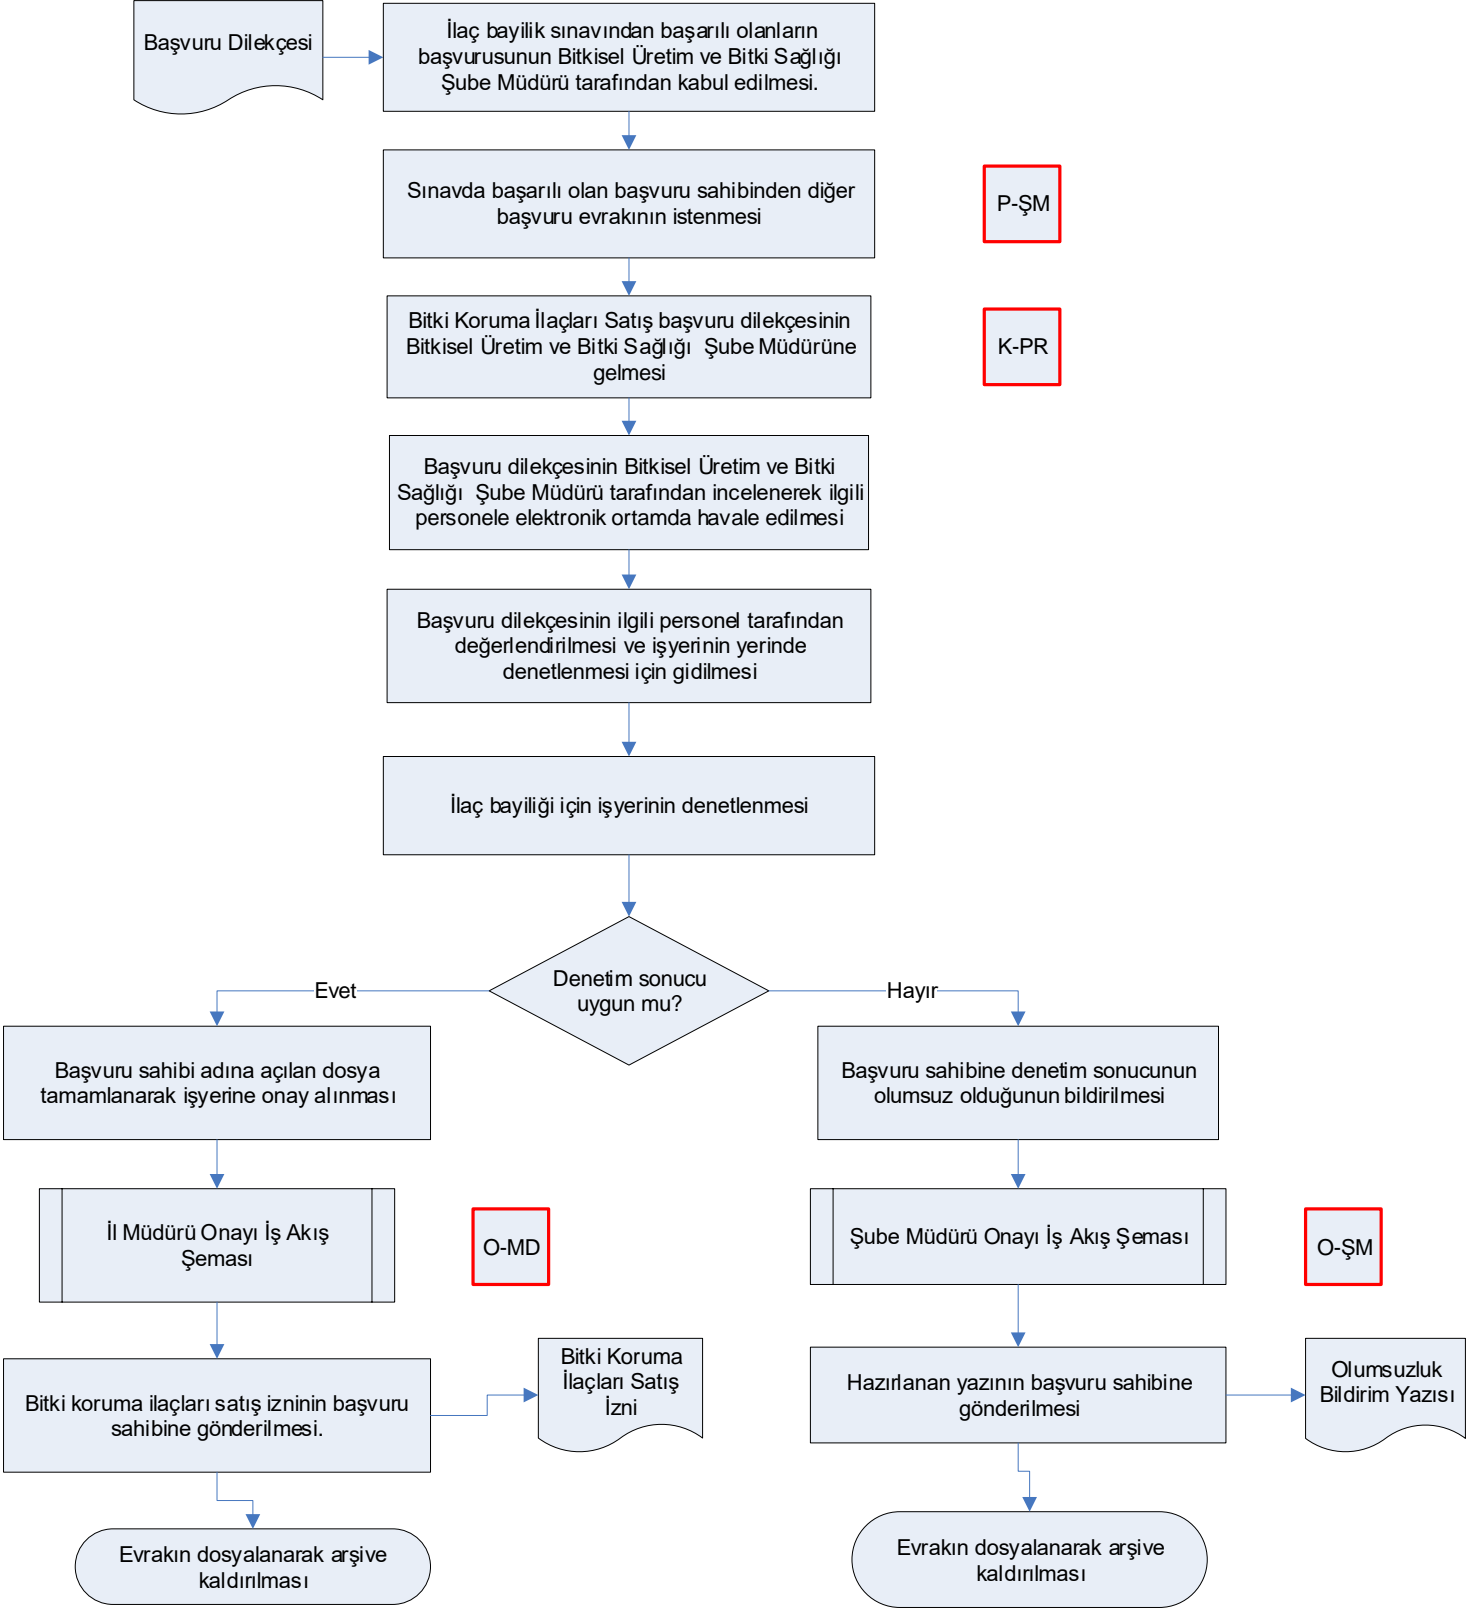 Başvuru Dilekçesi
İlaç bayilik sınavından başarılı olanların
başvurusunun Bitkisel Üretim ve Bitki Sağlığı
Şube Müdürü tarafından kabul edilmesi.
Sınavda başarılı olan başvuru sahibinden diğer
başvuru evrakının istenmesi
P-ŞM
Bitki Koruma İlaçları Satış başvuru dilekçesinin
Bitkisel Üretim ve Bitki Sağlığı Şube Müdürüne
gelmesi
K-PR
Başvuru dilekçesinin Bitkisel Üretim ve Bitki
Sağlığı Şube Müdürü tarafından incelenerek ilgili
personele elektronik ortamda havale edilmesi
Başvuru dilekçesinin ilgili personel tarafından
değerlendirilmesi ve işyerinin yerinde
denetlenmesi için gidilmesi
İlaç bayiliği için işyerinin denetlenmesi
Denetim sonucu
uygun mu?
Evet
Hayır
Başvuru sahibi adına açılan dosya
tamamlanarak işyerine onay alınması
Başvuru sahibine denetim sonucunun
olumsuz olduğunun bildirilmesi
İl Müdürü Onayı İş Akış
Şeması
O-MD
Şube Müdürü Onayı İş Akış Şeması
O-ŞM
Bitki koruma ilaçları satış izninin başvuru
sahibine gönderilmesi.
Bitki Koruma
İlaçları Satış
İzni
Hazırlanan yazının başvuru sahibine
gönderilmesi
Olumsuzluk
Bildirim Yazısı
Evrakın dosyalanarak arşive
kaldırılması
Evrakın dosyalanarak arşive
kaldırılması